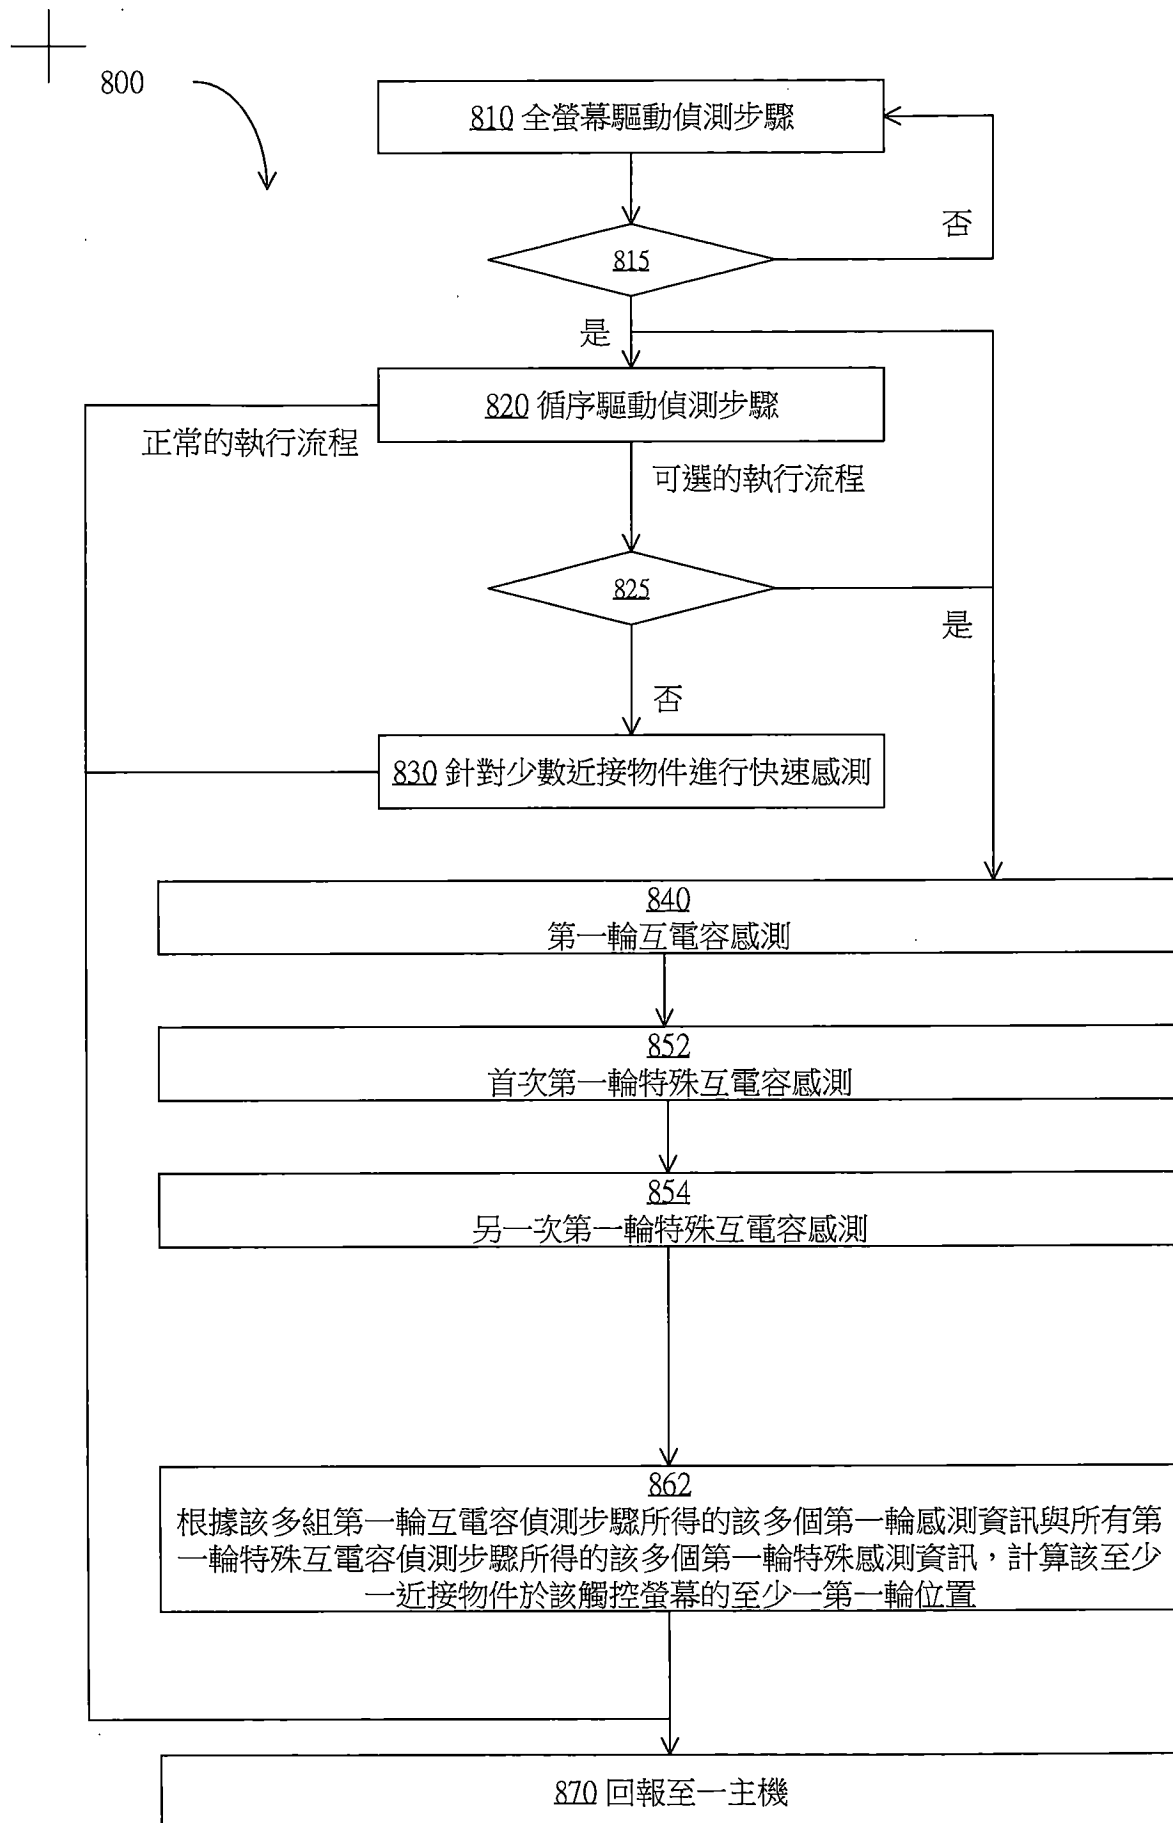 800
810 全螢幕驅動偵測步驟
否
815
是
820 循序驅動偵測步驟
正常的執行流程
可選的執行流程
825
是
否
830 針對少數近接物件進行快速感測
840
第一輪互電容感測
852
首次第一輪特殊互電容感測
854
另一次第一輪特殊互電容感測
862
根據該多組第一輪互電容偵測步驟所得的該多個第一輪感測資訊與所有第
一輪特殊互電容偵測步驟所得的該多個第一輪特殊感測資訊，計算該至少
一近接物件於該觸控螢幕的至少一第一輪位置
870 回報至一主機